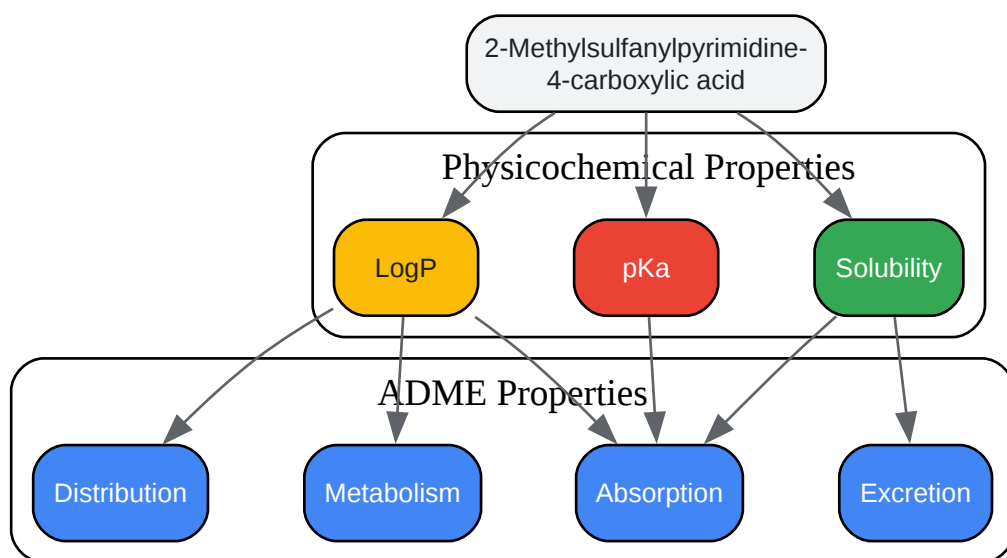 2-Methylsulfanylpyrimidine-
4-carboxylic acid
Physicochemical Properties
LogP
pKa
Solubility
ADME Properties
Distribution
Metabolism
Absorption
Excretion